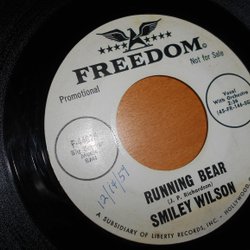 A
FREEDOM
Promotional
Not for Sale
Vocal
With Orchestra
12/14/59
RUNNING BEAR
(J. P. Richardson)
SMILEY WILSON
A SUBSIDIARY OF LIBERTY RECORDS, INC., HOLLYWOOD